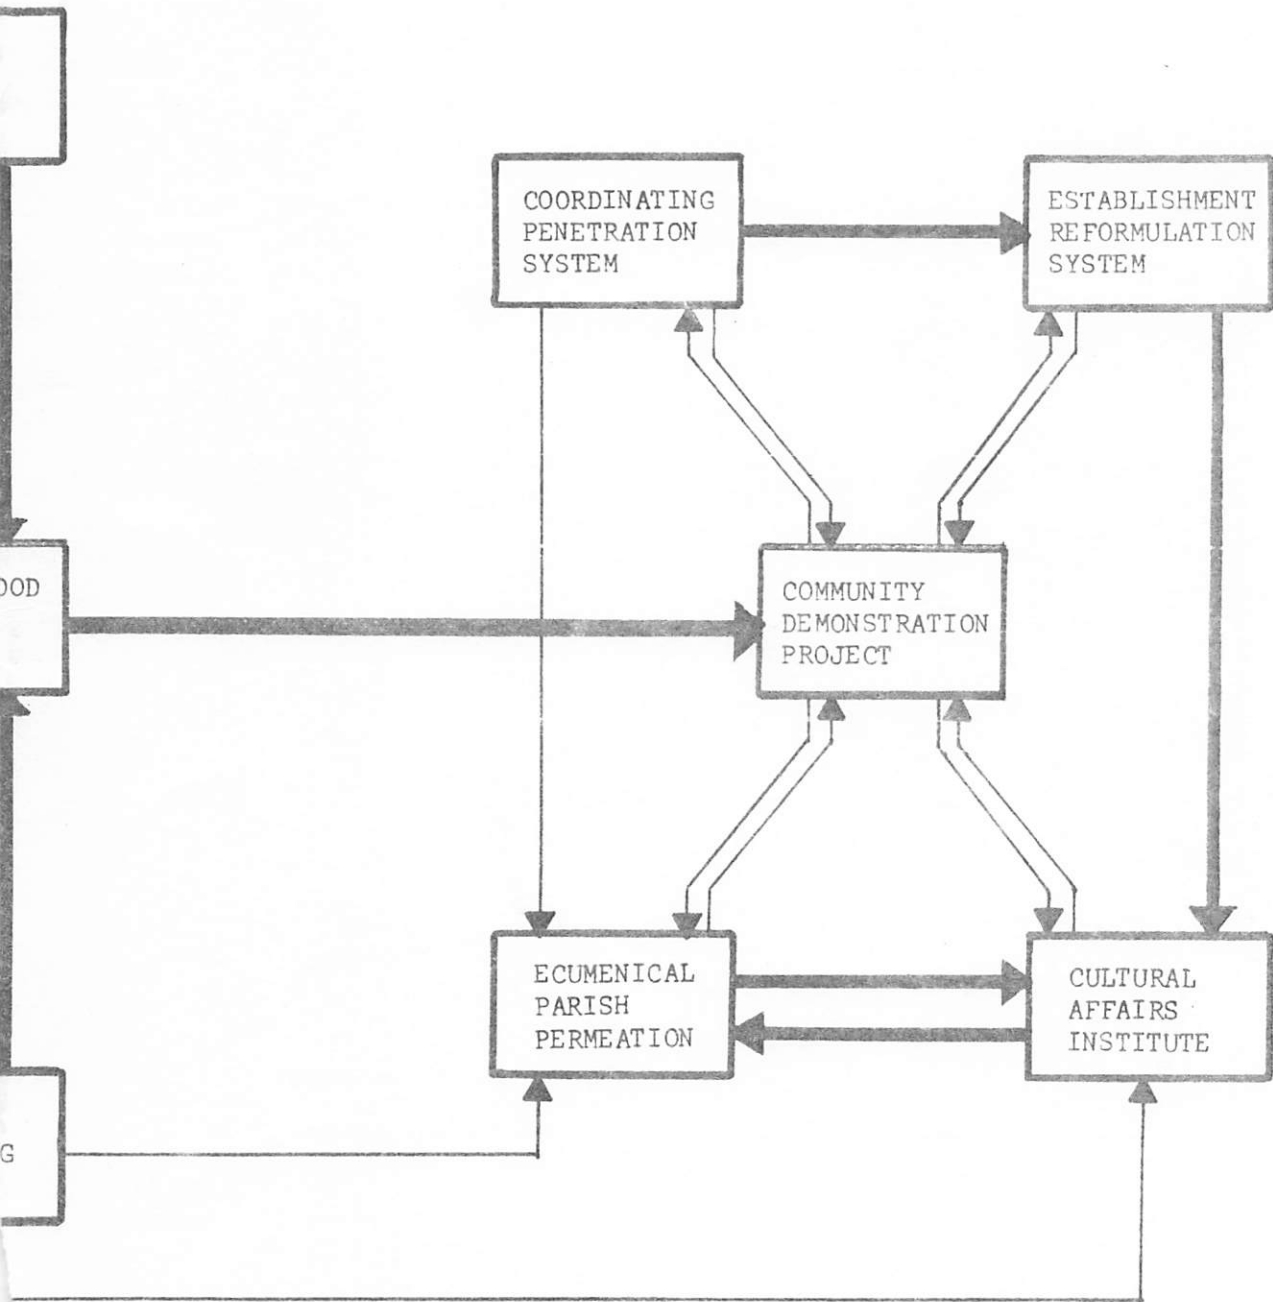 COORDINATING
PENETRATION
SYSTEM
ESTABLISHMENT
REFORMULATION
SYSTEM
OOD
COMMUNITY
DEMONSTRATION
PROJECT
ECUMENICAL
PARISH
PERMEATION
CULTURAL
AFFAIRS
INSTITUTE
G